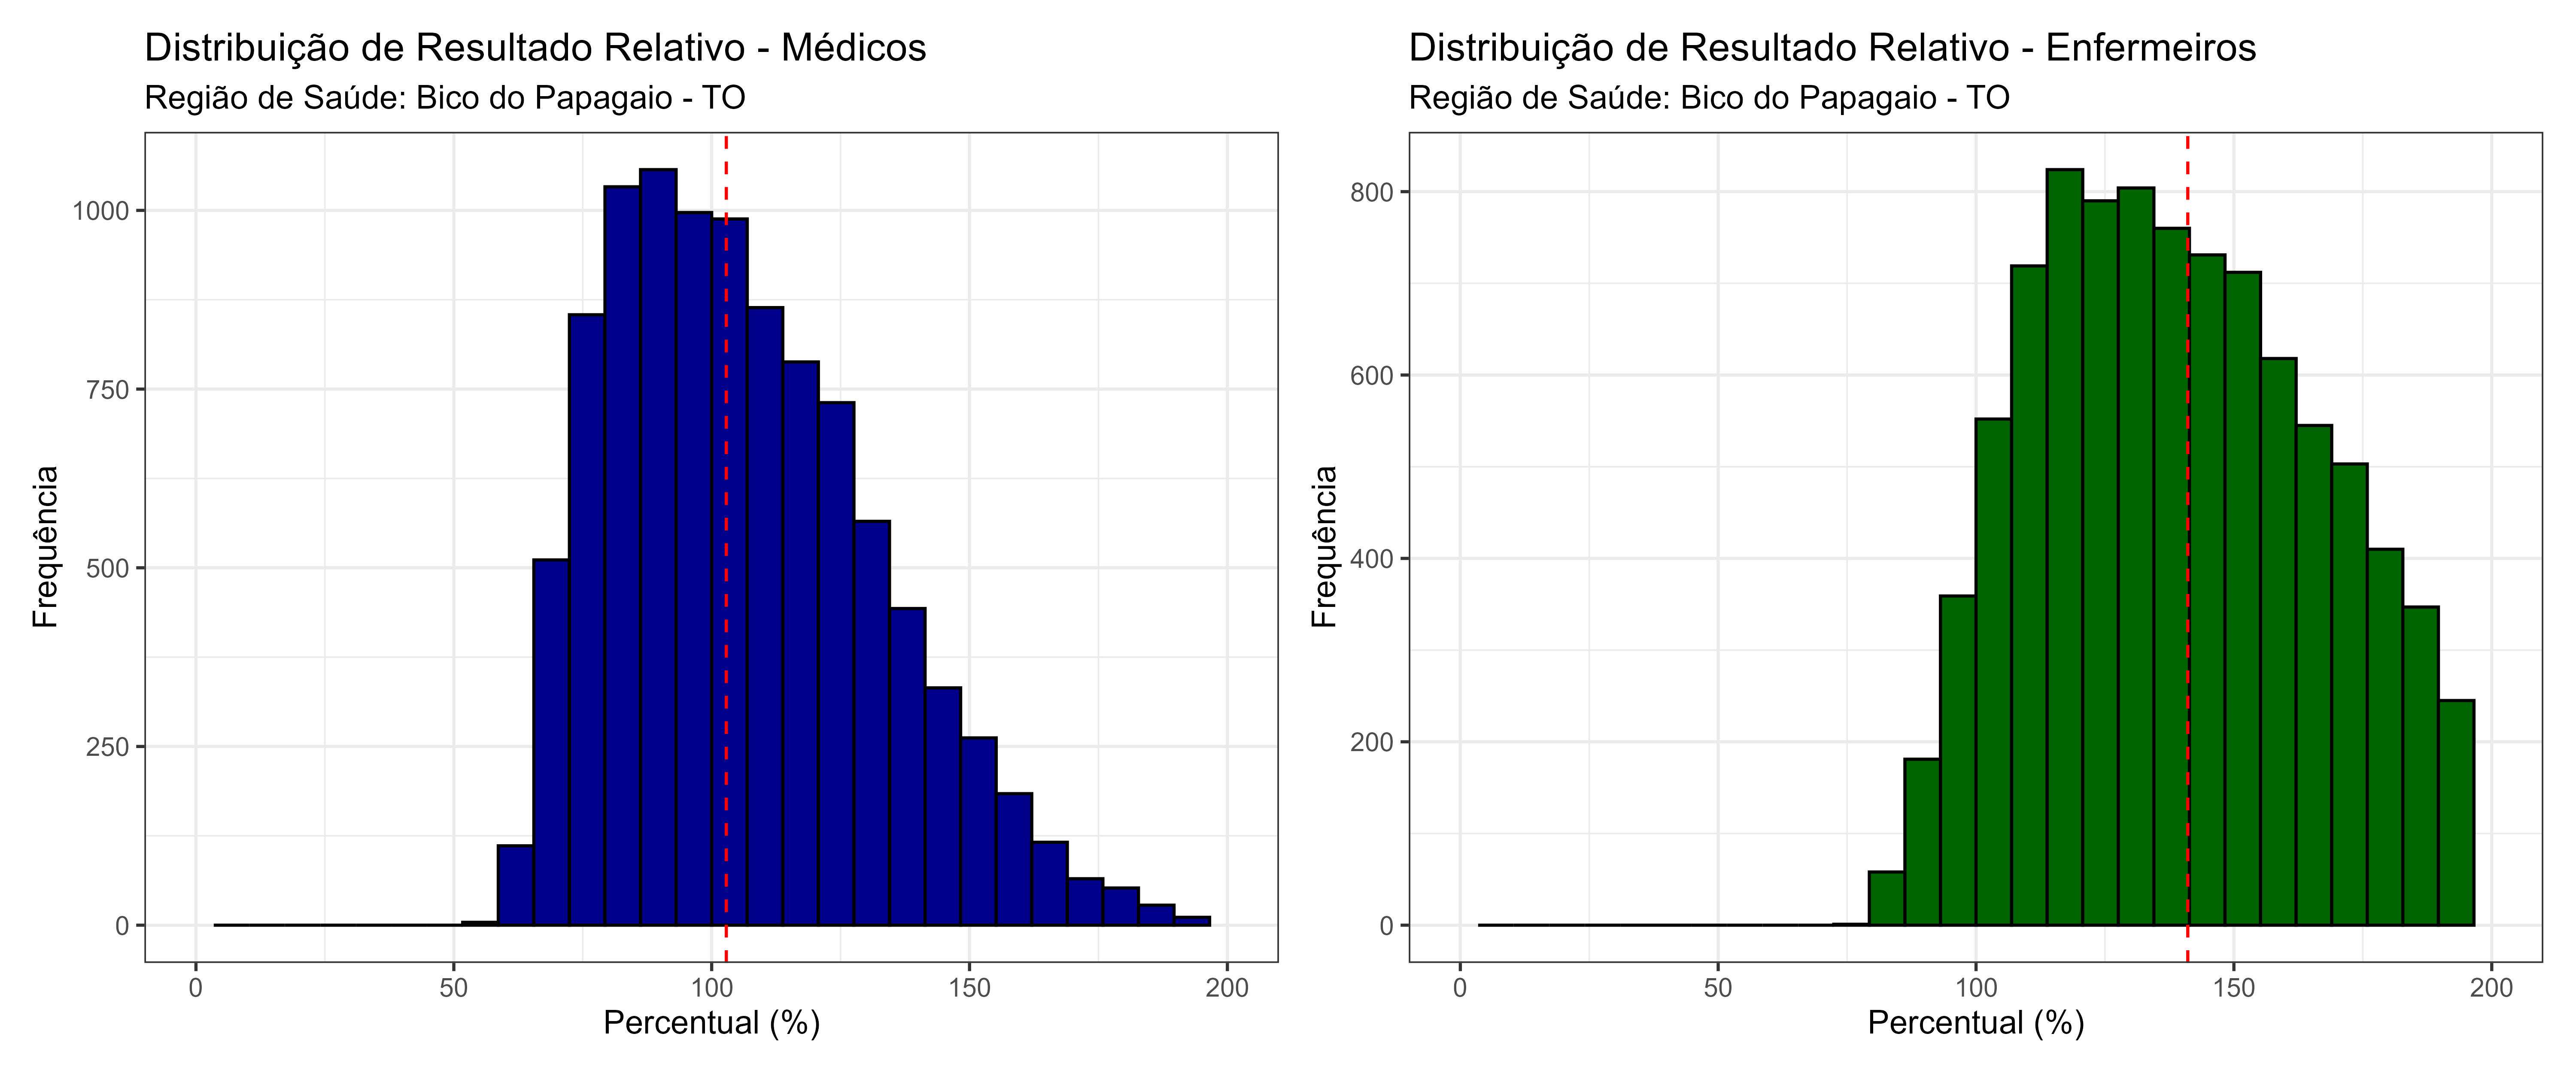 Distribuição de Resultado Relativo - Médicos
Região de Saúde: Bico do Papagaio - TO
1000
750
500
250
0
Frequência
0 50 100 150 200
Percentual (%)
Distribuição de Resultado Relativo - Enfermeiros
Região de Saúde: Bico do Papagaio - TO
800
600
400
200
0
Frequência
0 50 100 150 200
Percentual (%)